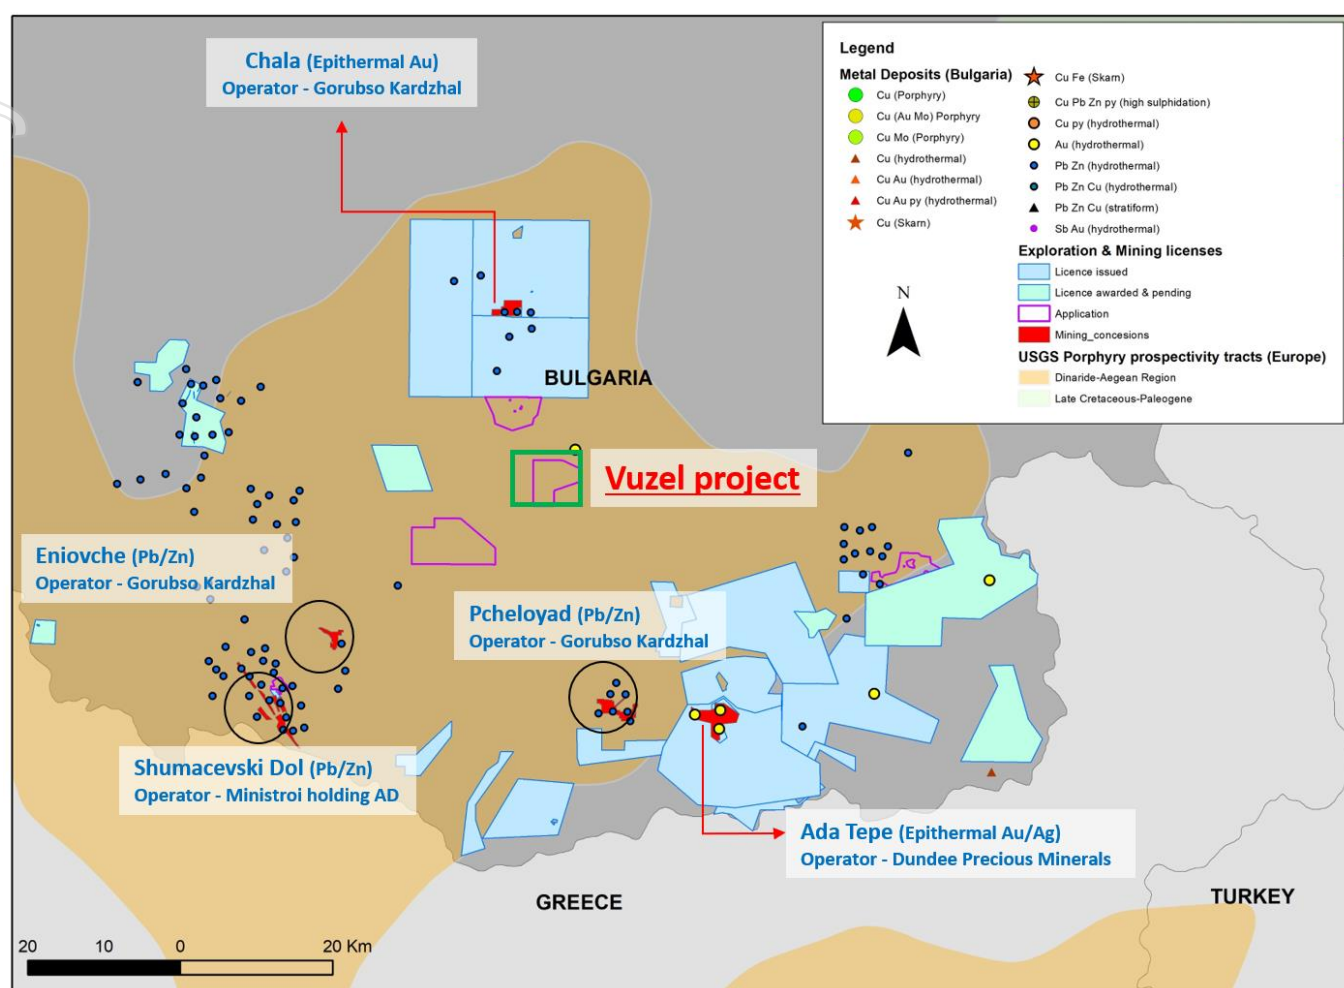 Chala (Epithermal Au)
Operator - Gorubso Kardzhal
Legend
Metal Deposits (Bulgaria)
Cu (Porphyry)
Cu (Au Mo) Porphyry
Cu Mo (Porphyry)
Cu (hydrothermal)
Cu Au (hydrothermal)
Cu Au py (hydrothermal)
Cu (Skarn)
Cu Fe (Skarn)
Cu Pb Zn py (high sulphidation)
Cu py (hydrothermal)
Au (hydrothermal)
Pb Zn (hydrothermal)
Pb Zn Cu (hydrothermal)
Pb Zn Cu (stratiform)
Sb Au (hydrothermal)
Exploration & Mining licenses
Licence issued
Licence awarded & pending
Application
Mining_concesions
USGS Porphyry prospectivity tracts (Europe)
Dinaride-Aegean Region
Late Cretaceous-Paleogene
N
BULGARIA
Vuzel project
Eniovche (Pb/Zn)
Operator - Gorubso Kardzhal
Pcheloyad (Pb/Zn)
Operator - Gorubso Kardzhal
Shumacevski Dol (Pb/Zn)
Operator - Ministroi holding AD
Ada Tepe (Epithermal Au/Ag)
Operator - Dundee Precious Minerals
GREECE
TURKEY
20 10 0 20 Km